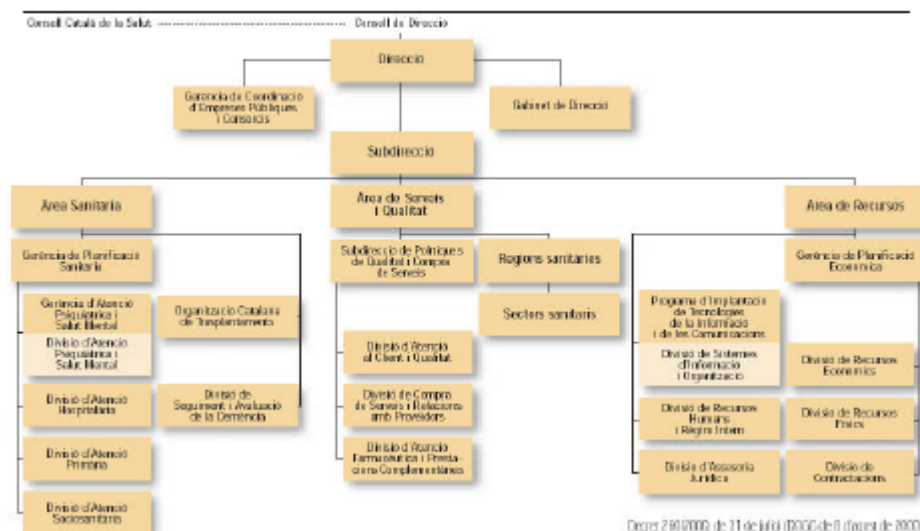 Consell Català de la Salut
Consell de Direcció
Direcció
Gerència de Coordinació
d'Empreses Públiques
i Consorcis
Gabinet de Direcció
Subdirecció
Àrea Sanitària
Àrea de Serveis
i Qualitat
Àrea de Recursos
Gerència de Planificació
Sanitària
Subdirecció de Polítiques
de Qualitat i Compra
de Serveis
Regions sanitàries
Gerència de Planificació
Econòmica
Gerència d'Atenció
Psiquiàtrica i
Salut Mental
Organització Catalana
de Trasplantaments
Sectors sanitaris
Programa d'Implantació
de Tecnologies
de la Informació
i de les Comunicacions
Divisió d'Atenció
Psiquiàtrica i
Salut Mental
Divisió d'Atenció
al Client i Qualitat
Divisió de Sistemes
d'Informació
i Organització
Divisió de Recursos
Econòmics
Divisió d'Atenció
Hospitalària
Divisió de
Seguiment i Avaluació
de la Demència
Divisió de Compra
de Serveis i Relacions
amb Proveïdors
Divisió de Recursos
Humans
i Règim Intern
Divisió de Recursos
Físics
Divisió d'Atenció
Primària
Divisió d'Atenció
Farmacèutica i Presta-
cions Complementàries
Divisió d'Assessoria
Jurídica
Divisió de
Contractacions
Divisió d'Atenció
Sociosanitària